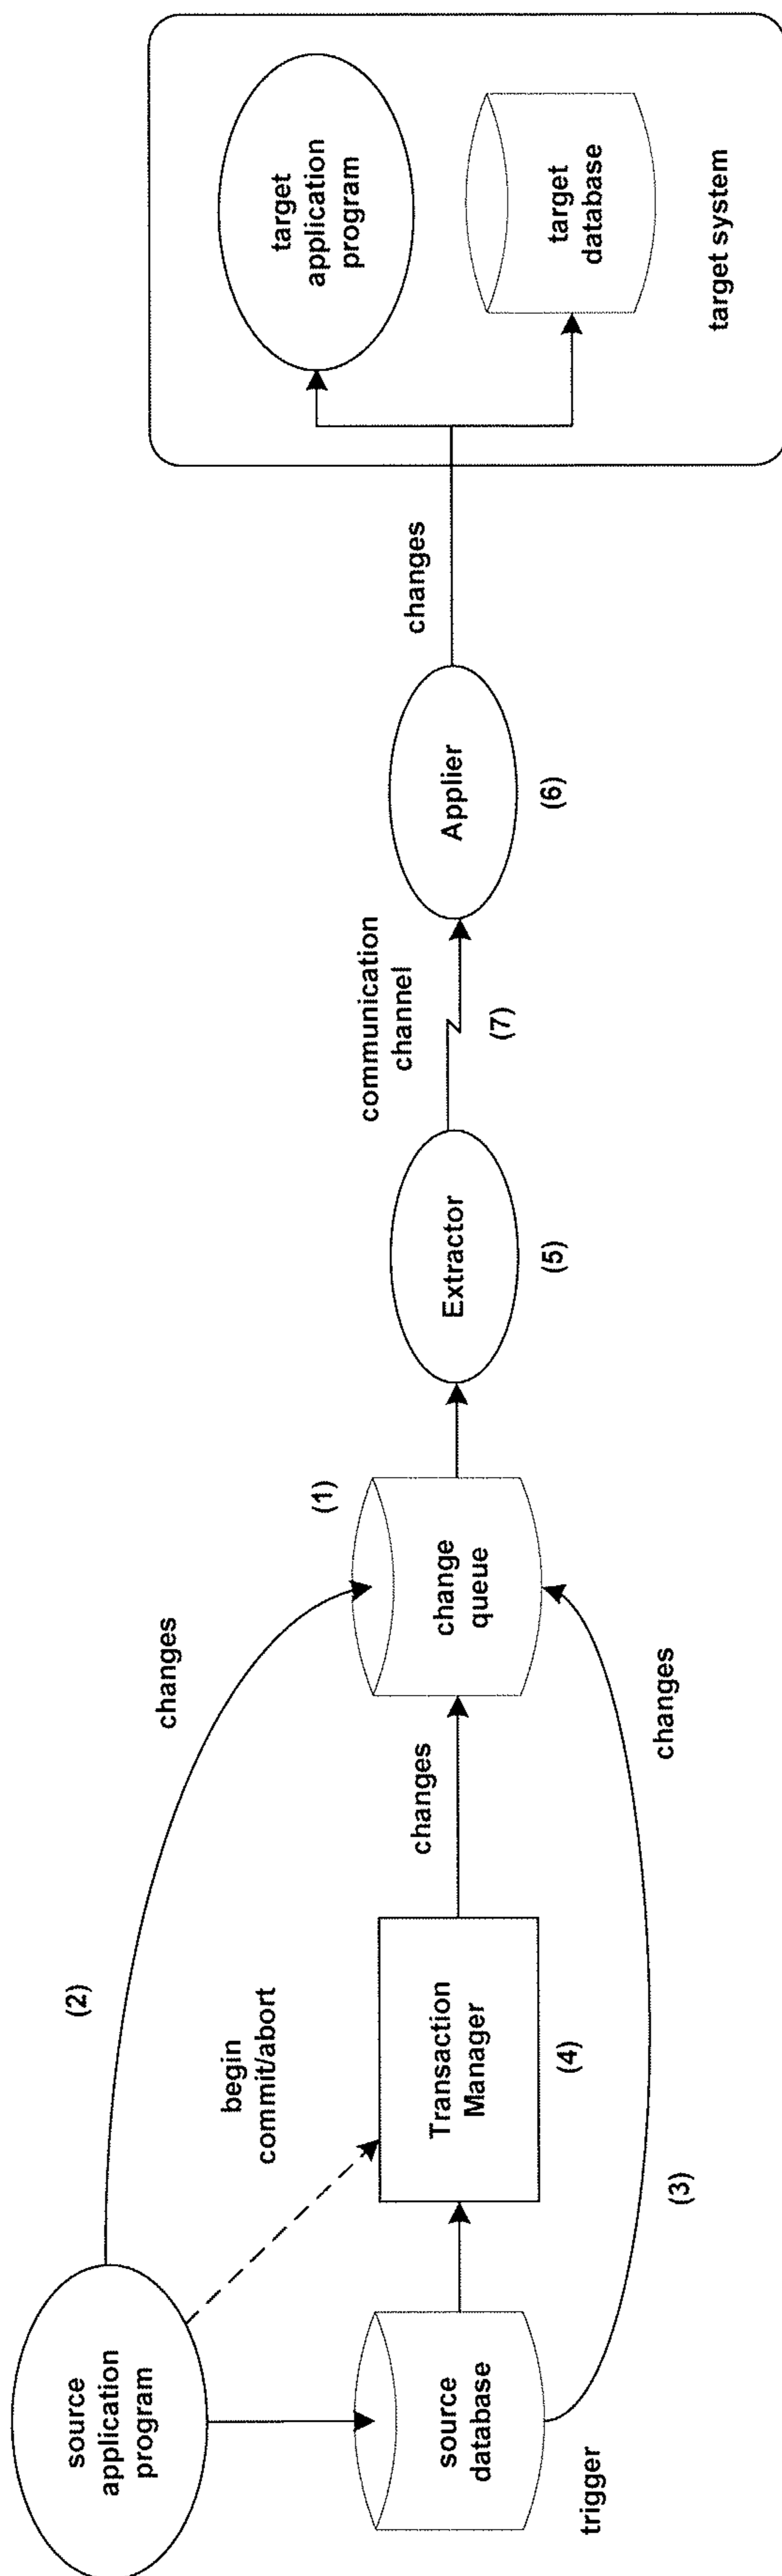 source
application
program
(2)
changes
begin
commit/abort
source
database
trigger
Transaction
Manager
(4)
changes
(3)
changes
(1)
change
queue
Extractor
(5)
communication
channel
(7)
Applier
(6)
changes
target
application
program
target
database
target system